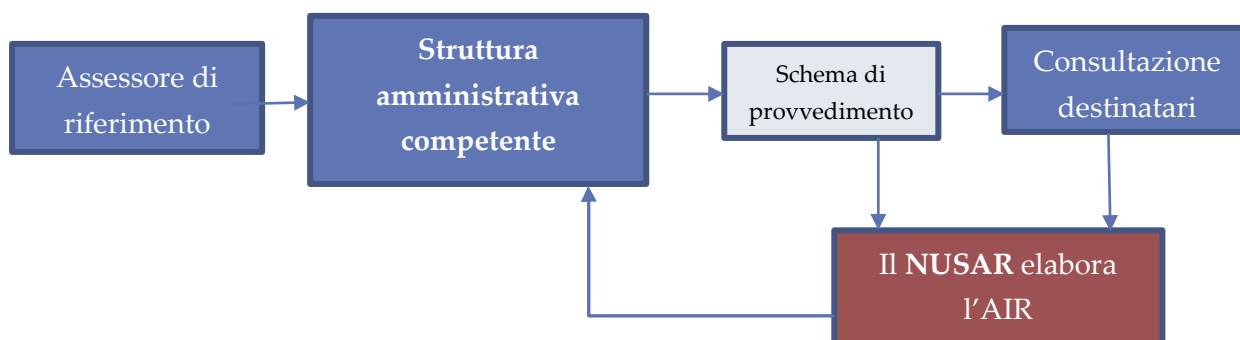 Assessore di
riferimento
Struttura
amministrativa
competente
Schema di
provvedimento
Consultazione
destinatari
Il NUSAR elabora
l’AIR